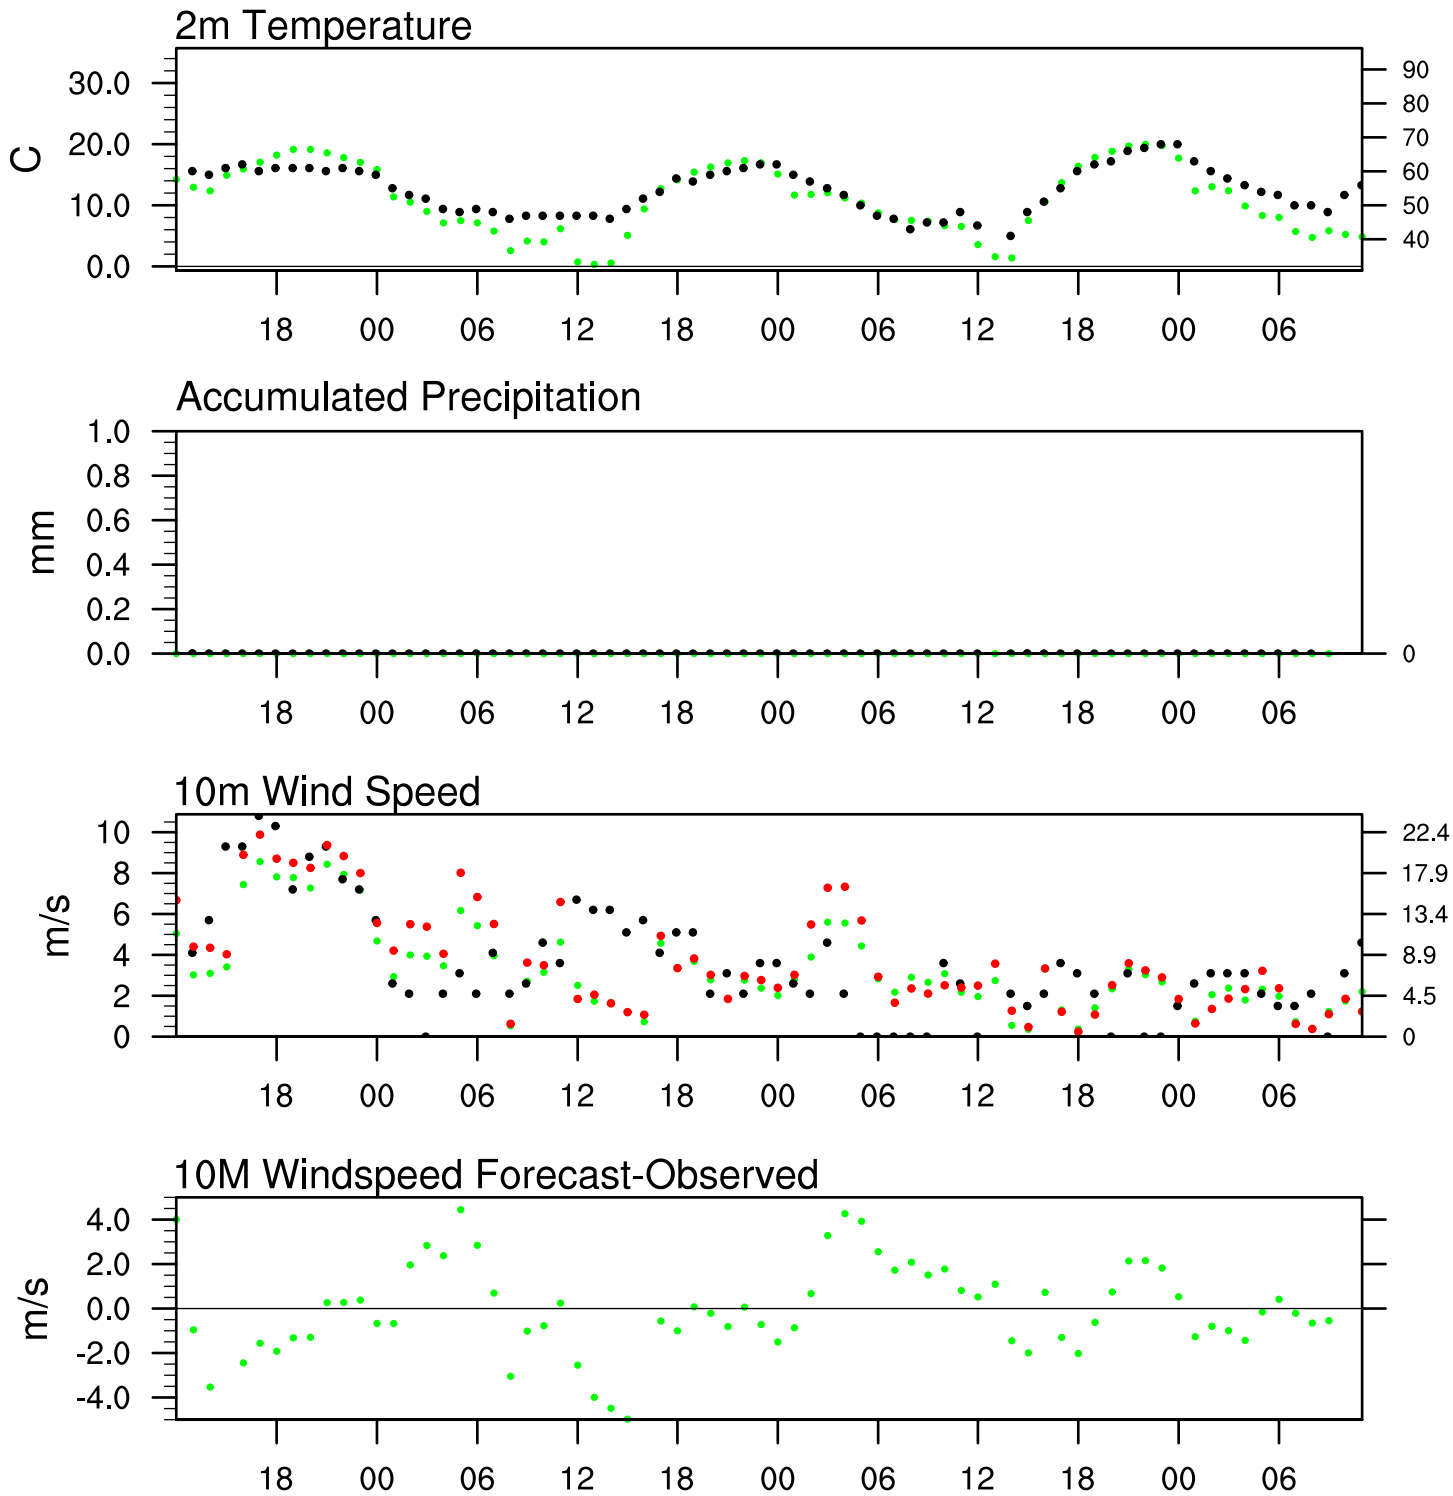 2m Temperature
30.0
20.0
10.0
0.0
C
90
80
70
60
50
40
18 00 06 12 18 00 06 12 18 00 06
Accumulated Precipitation
1.0
0.8
0.6
0.4
0.2
0.0
mm
0
18 00 06 12 18 00 06 12 18 00 06
10m Wind Speed
10
8
6
4
2
0
m/s
22.4
17.9
13.4
8.9
4.5
0
18 00 06 12 18 00 06 12 18 00 06
10M Windspeed Forecast-Observed
4.0
2.0
0.0
-2.0
-4.0
m/s
18 00 06 12 18 00 06 12 18 00 06